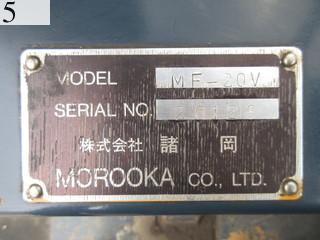 5
MODEL MF-20V
SERIAL NO.
株式会社 諸岡
MOROOKA CO., LTD.